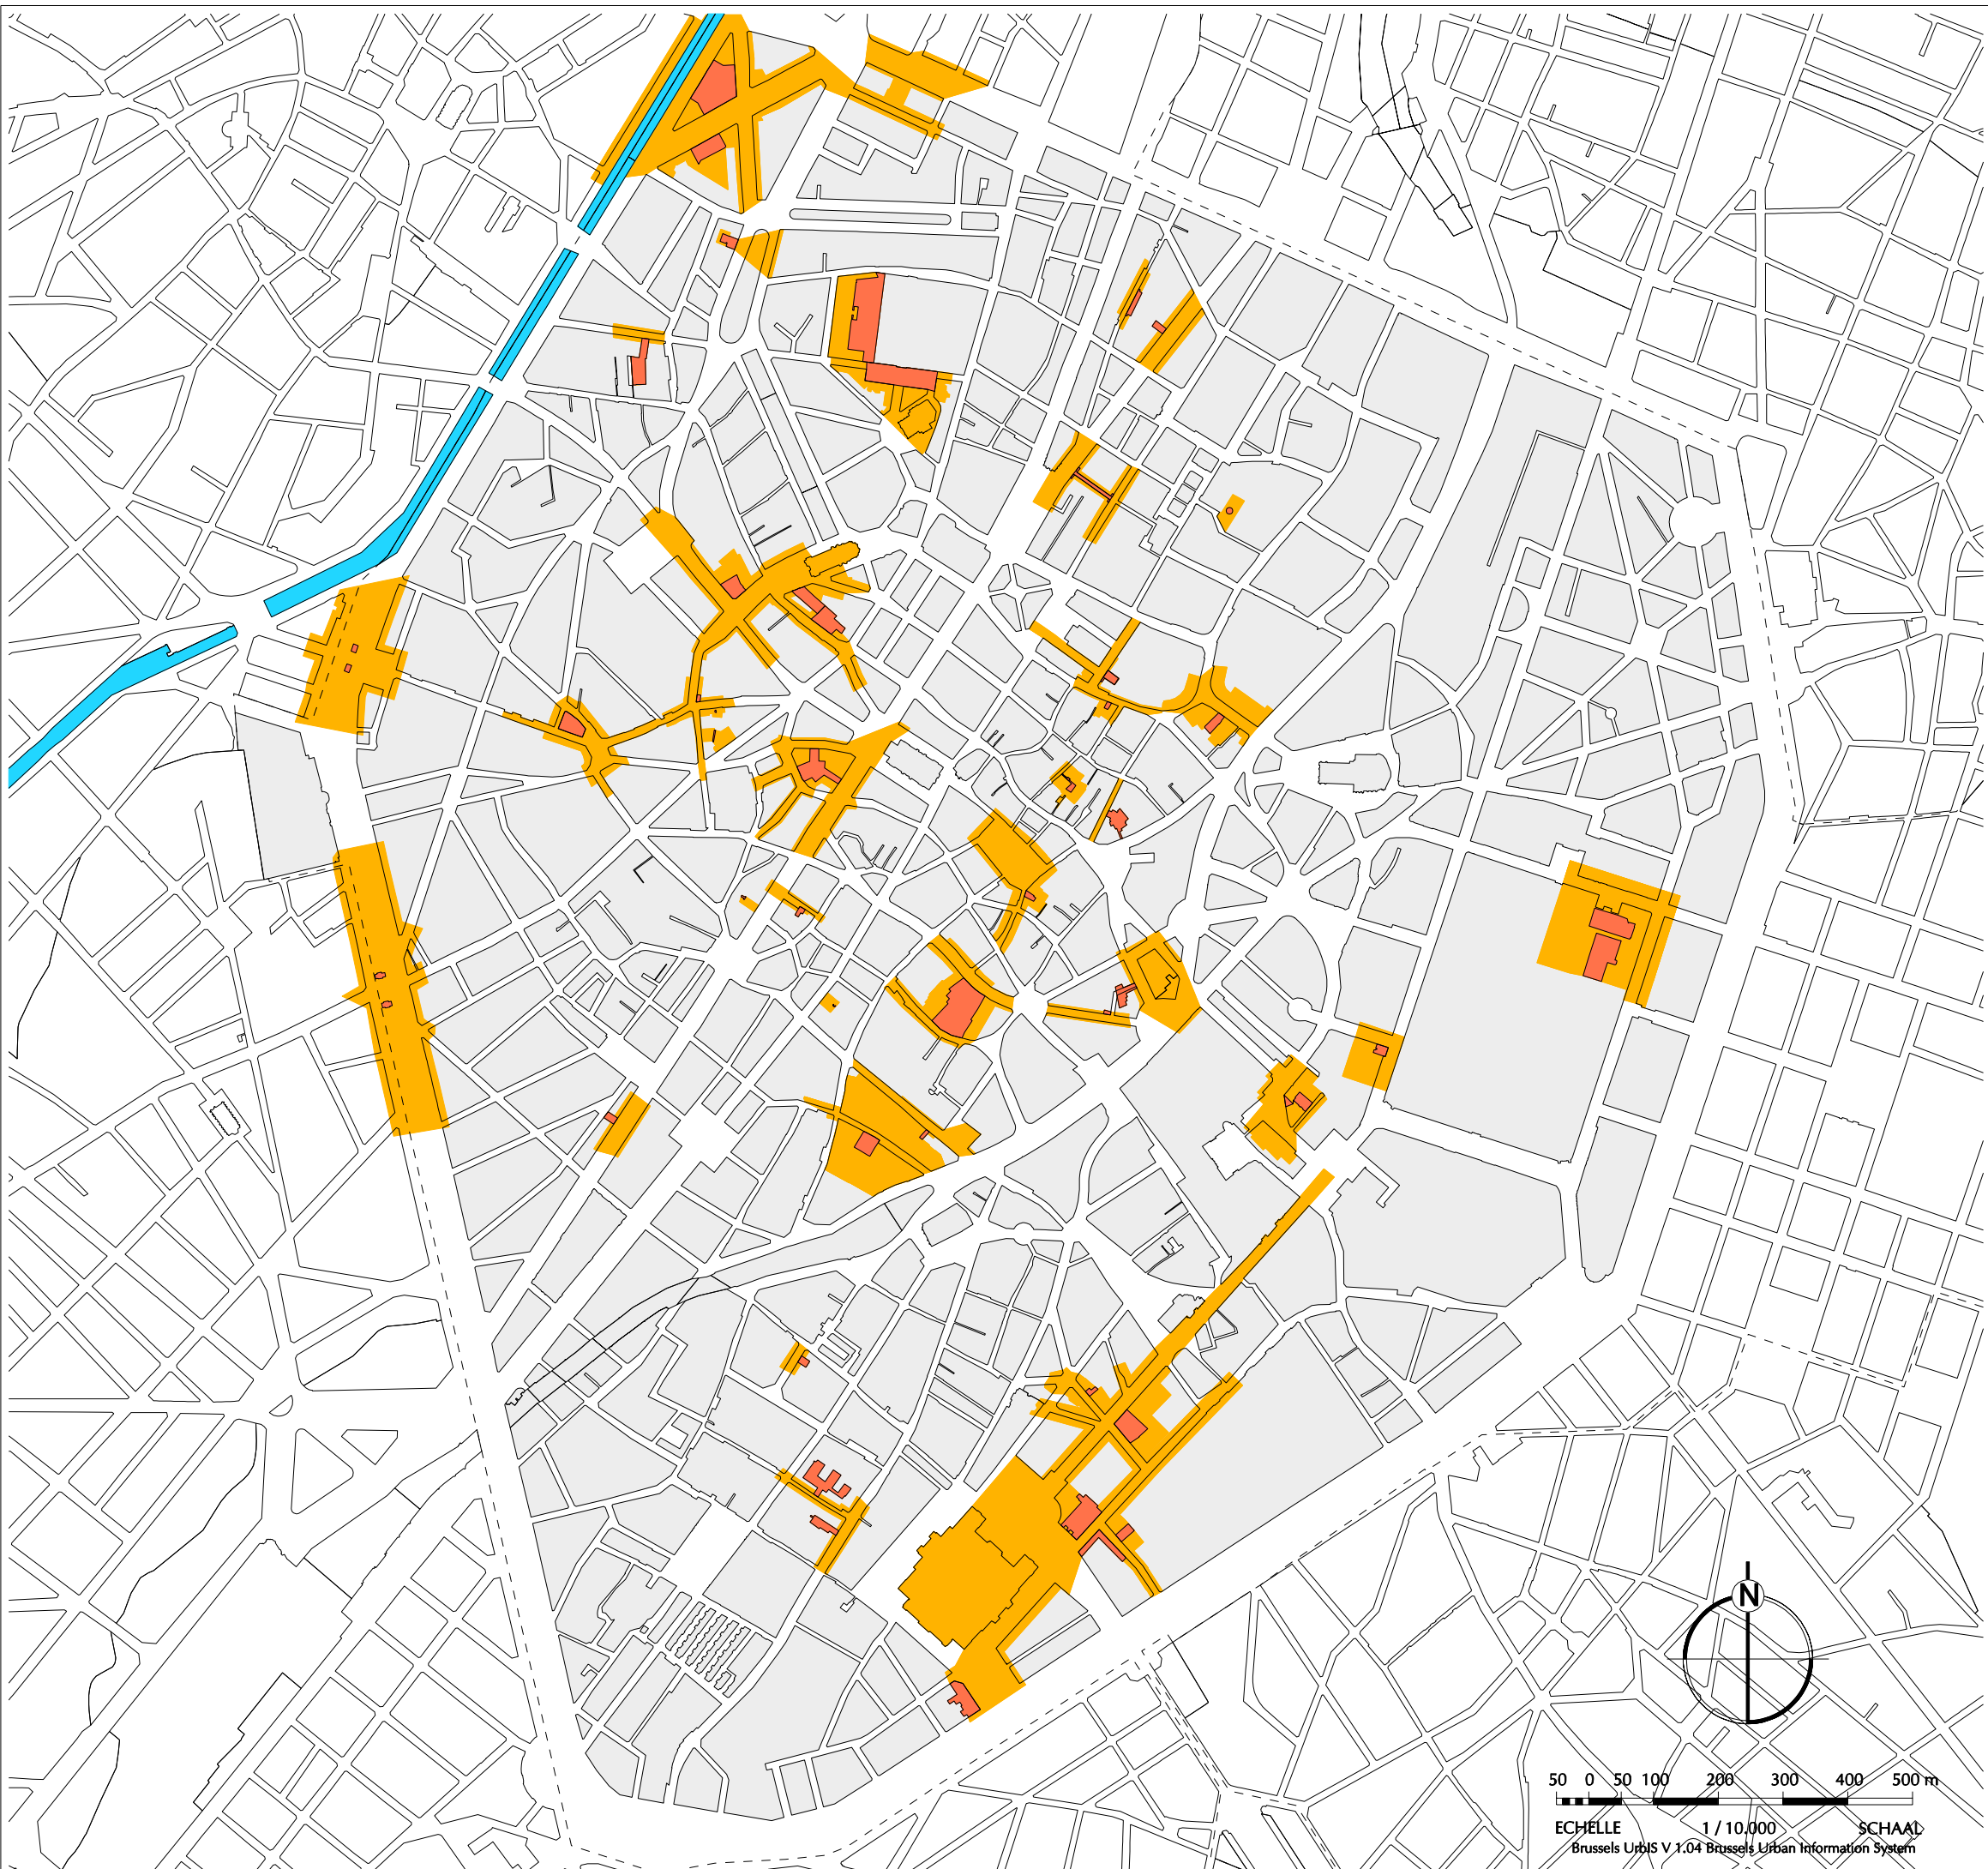 N
50 0 50 100 200 300 400 500 m
ECHELLE 1 / 10.000 SCHAAL
Brussels UrbIS V 1.04 Brussels Urban Information System